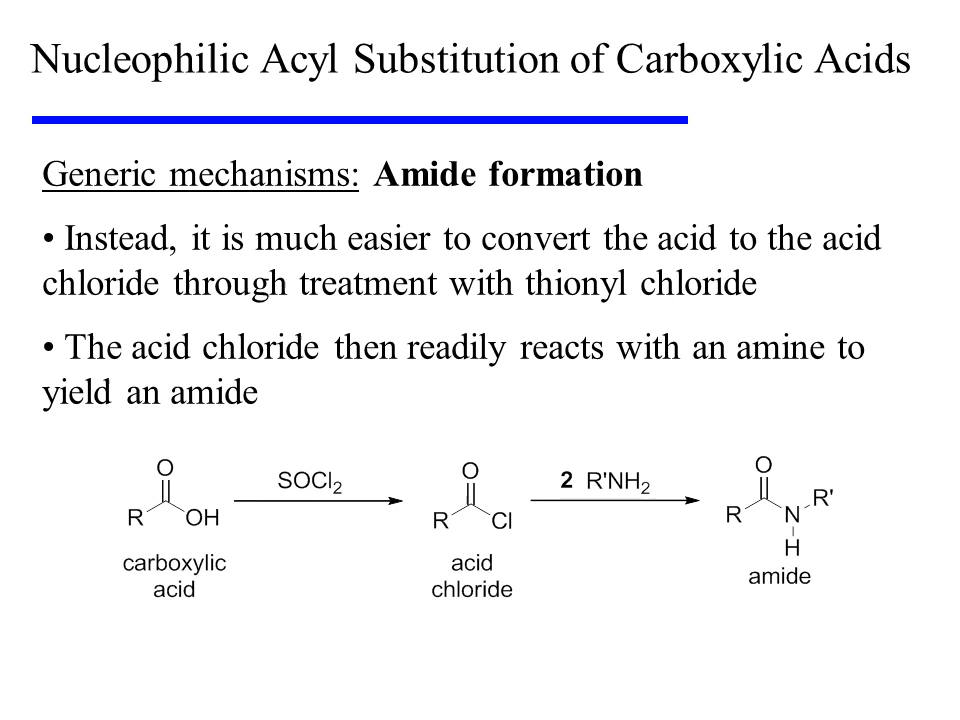 Nucleophilic Acyl Substitution of Carboxylic Acids
Generic mechanisms: Amide formation
• Instead, it is much easier to convert the acid to the acid
chloride through treatment with thionyl chloride
• The acid chloride then readily reacts with an amine to
yield an amide
O
R OH
carboxylic
acid
SOCl₂
O
R Cl
acid
chloride
2 R'NH₂
O
R N R'
H
amide